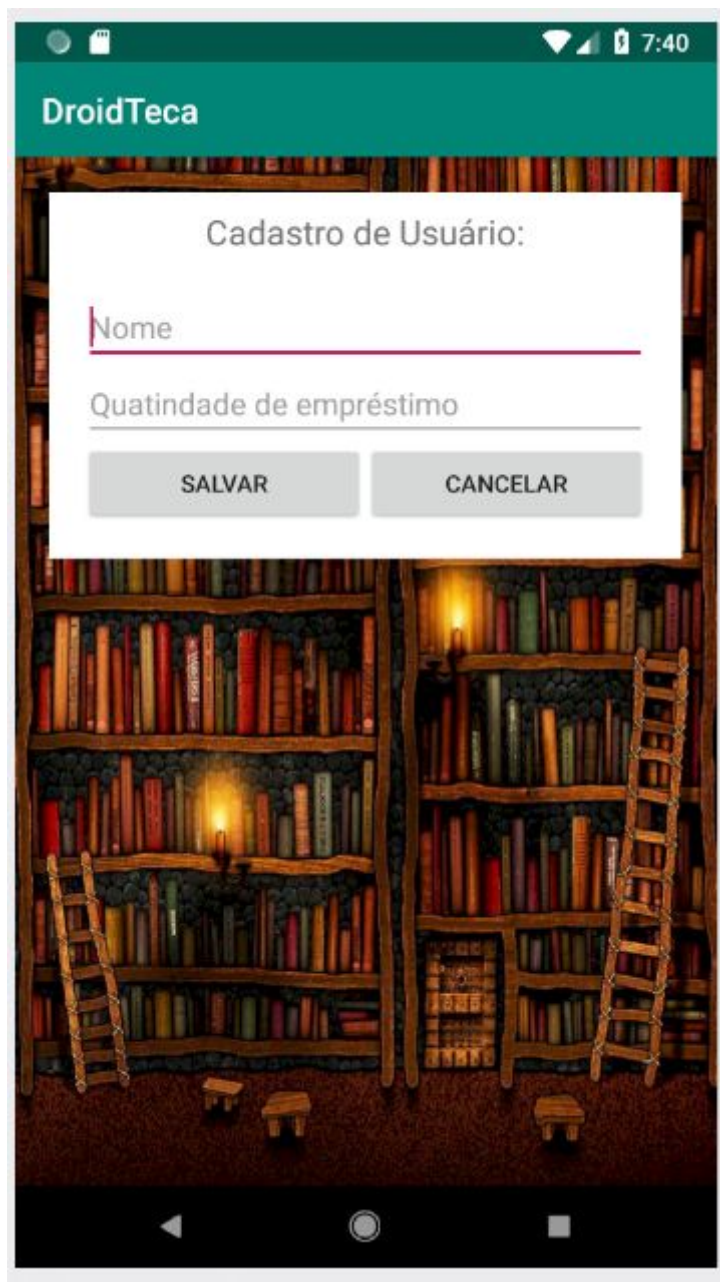 7:40
DroidTeca
Cadastro de Usuário:
Nome
Quatindade de empréstimo
SALVAR
CANCELAR